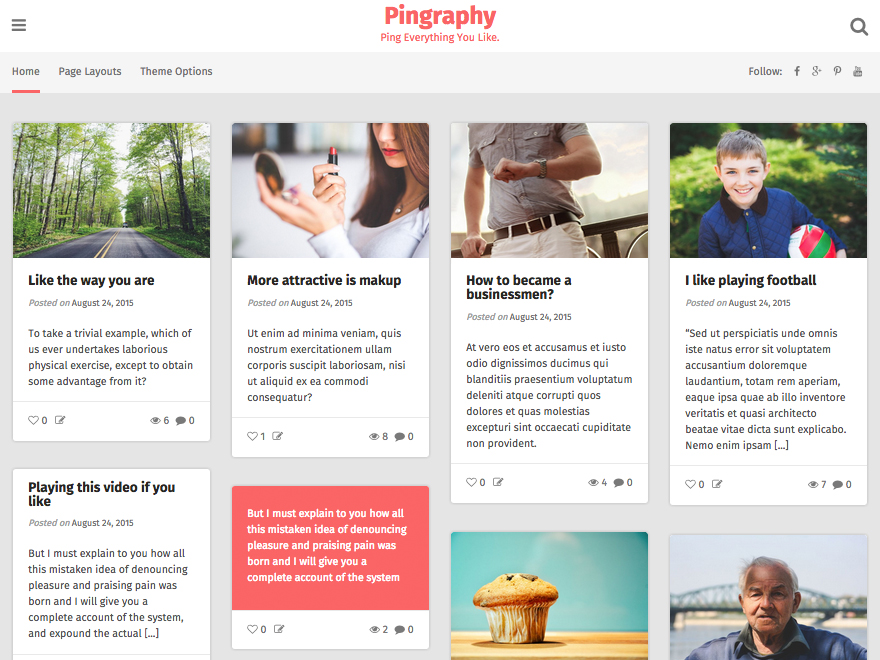 Pingraphy
Ping Everything You Like.
Home Page Layouts Theme Options
Follow:
Like the way you are
Posted on August 24, 2015
To take a trivial example, which of
us ever undertakes laborious
physical exercise, except to obtain
some advantage from it?
0 6 0
More attractive is makup
Posted on August 24, 2015
Ut enim ad minima veniam, quis
nostrum exercitationem ullam
corporis suscipit laboriosam, nisi
ut aliquid ex ea commodi
consequatur?
1 8 0
How to became a
businessmen?
Posted on August 24, 2015
At vero eos et accusamus et iusto
odio dignissimos ducimus qui
blanditiis praesentium voluptatum
deleniti atque corrupti quos
dolores et quas molestias
excepturi sint occaecati cupiditate
non provident.
0 4 0
I like playing football
Posted on August 24, 2015
"Sed ut perspiciatis unde omnis
iste natus error sit voluptatem
accusantium doloremque
laudantium, totam rem aperiam,
eaque ipsa quae ab illo inventore
veritatis et quasi architecto
beatae vitae dicta sunt explicabo.
Nemo enim ipsam [...]
0 7 0
Playing this video if you
like
Posted on August 24, 2015
But I must explain to you how all
this mistaken idea of denouncing
pleasure and praising pain was
born and I will give you a
complete account of the system,
and expound the actual [...]
But I must explain to you how all
this mistaken idea of denouncing
pleasure and praising pain was
born and I will give you a
complete account of the system
0 2 0